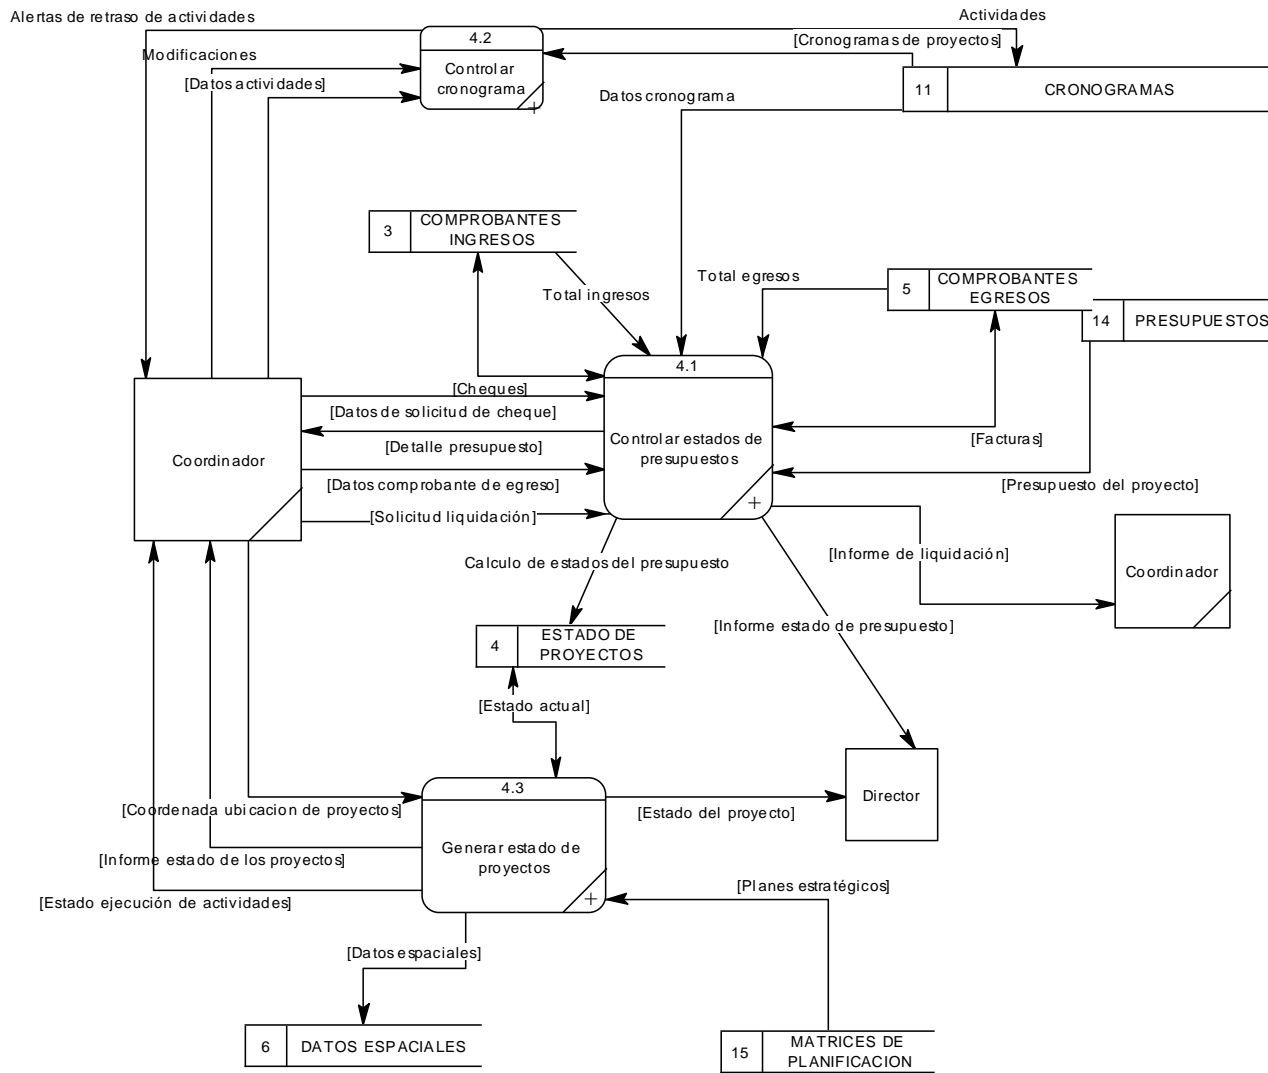 Alertas de retraso de actividades
Actividades
4.2
[Cronogramas de proyectos]
Modificaciones
Controlar
cronograma
[Datos actividades]
11
CRONOGRAMAS
Datos cronograma
3
COMPROBANTES
INGRESOS
Total ingresos
Total egresos
5
COMPROBANTES
EGRESOS
14
PRESUPUESTOS
4.1
[Cheques]
[Datos de solicitud de cheque]
Controlar estados de
presupuestos
[Facturas]
[Detalle presupuesto]
Coordinador
[Datos comprobante de egreso]
[Presupuesto del proyecto]
[Solicitud liquidación]
Calculo de estados del presupuesto
[Informe de liquidación]
Coordinador
[Informe estado de presupuesto]
4
ESTADO DE
PROYECTOS
[Estado actual]
4.3
[Coordenada ubicacion de proyectos]
[Estado del proyecto]
Director
Generar estado de
proyectos
[Informe estado de los proyectos]
[Planes estratégicos]
[Estado ejecución de actividades]
[Datos espaciales]
6
DATOS ESPACIALES
15
MATRICES DE
PLANIFICACION